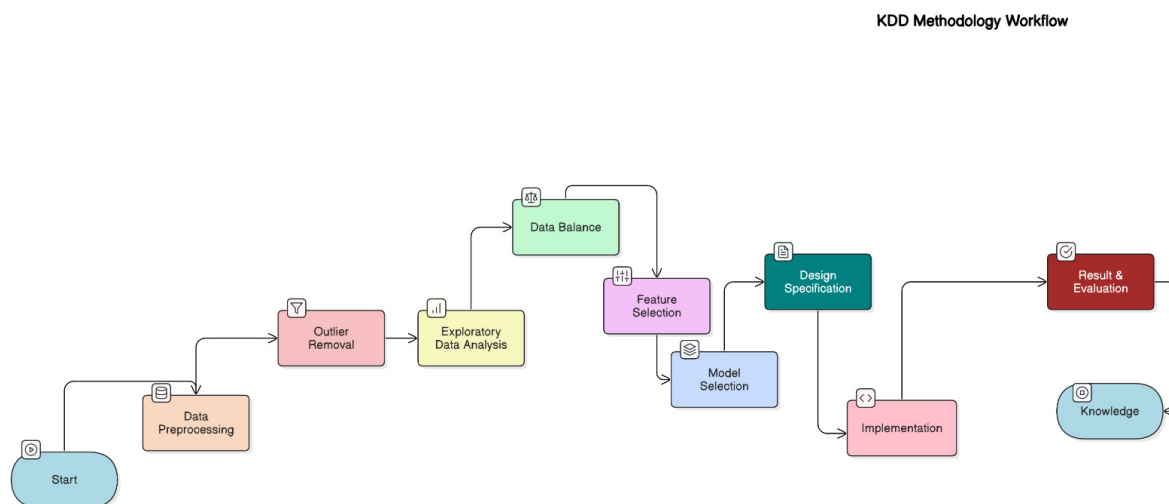 KDD Methodology Workflow
Start
Data
Preprocessing
Outlier
Removal
Exploratory
Data Analysis
Data Balance
Feature
Selection
Model
Selection
Design
Specification
Implementation
Result &
Evaluation
Knowledge